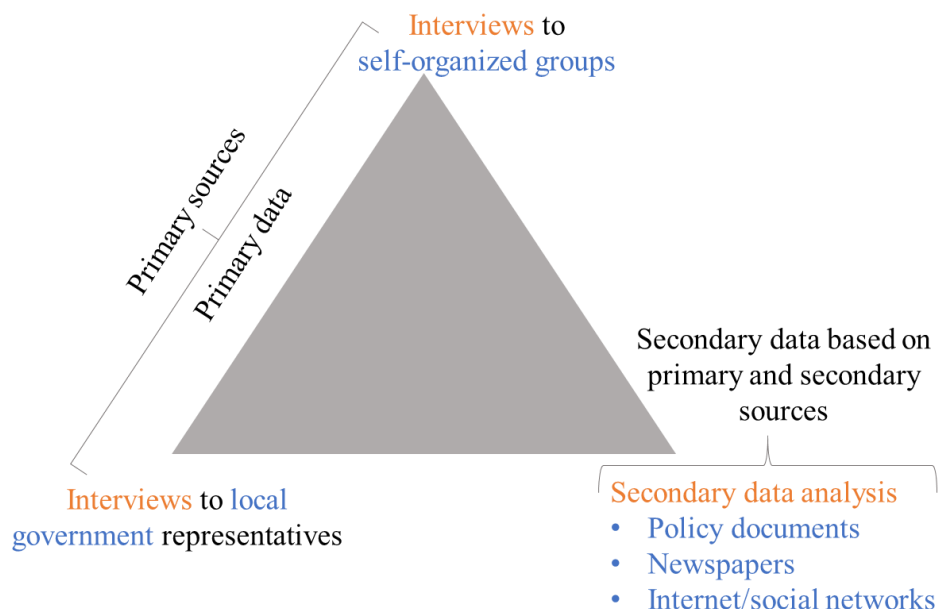 Interviews to
self-organized groups
Primary sources
Primary data
Secondary data based on
primary and secondary
sources
Interviews to local
government representatives
Secondary data analysis
• Policy documents
• Newspapers
• Internet/social networks